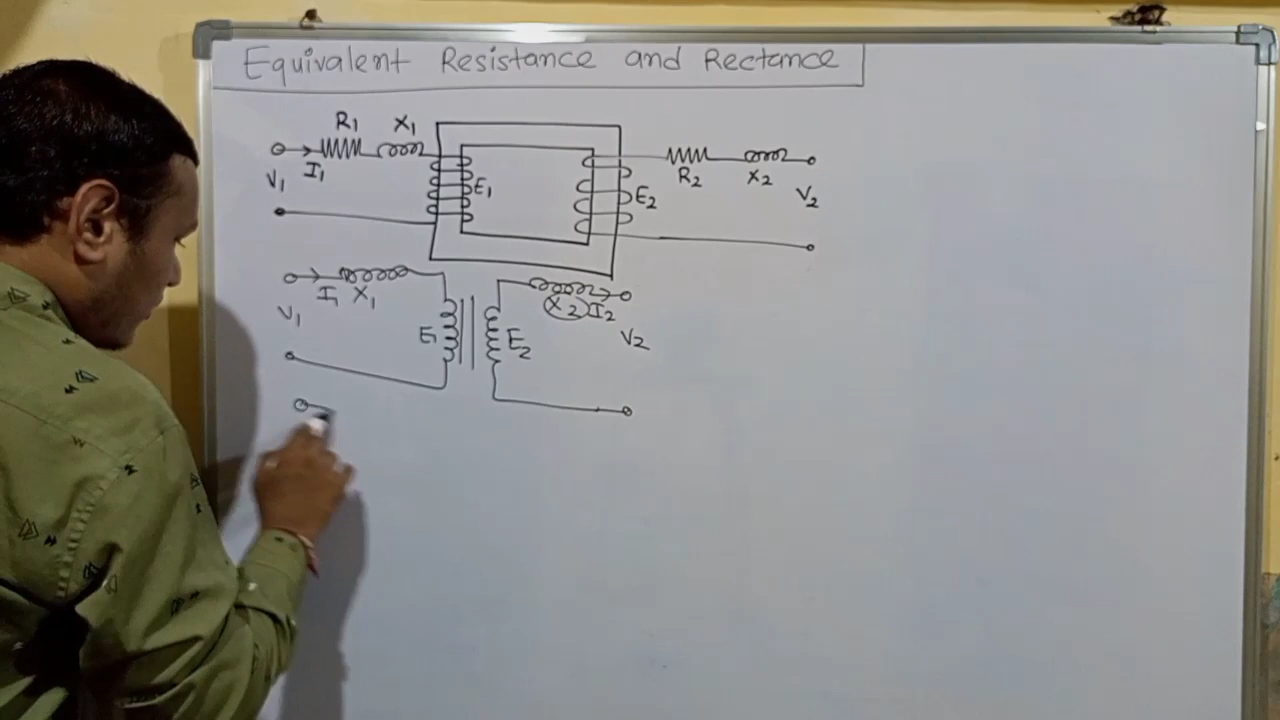 Equivalent Resistance and Rectance
R1 X1
I1 E1 R2 X2
V1 E2 V2
I1 X1 X2 I2
V1 E1 E2 V2